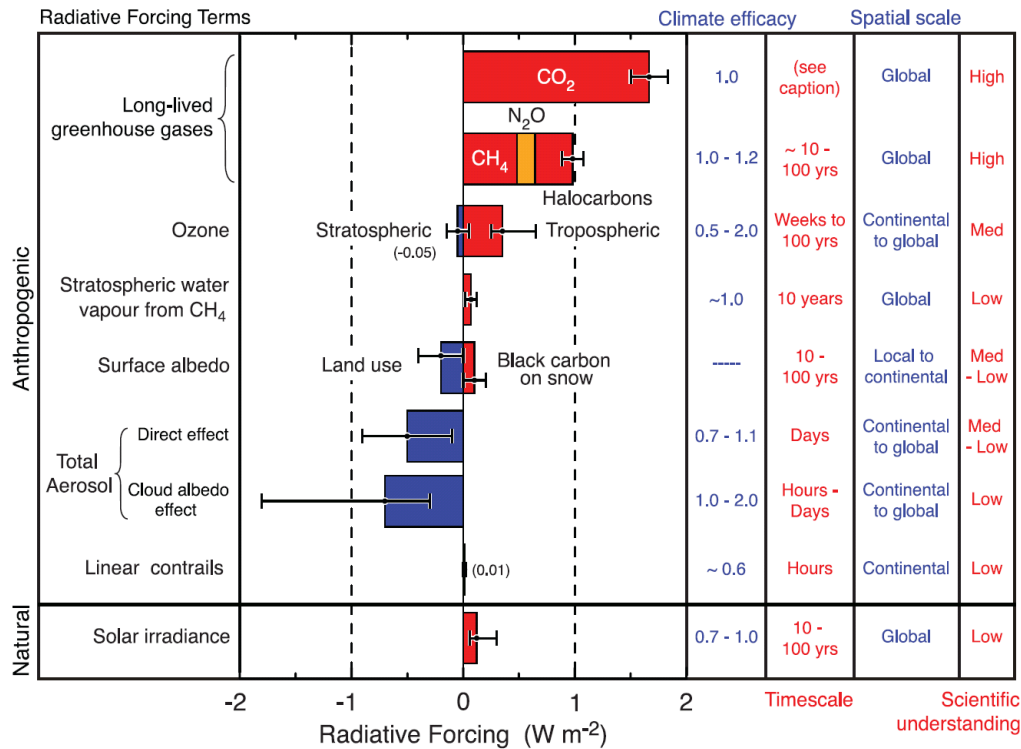 Radiative Forcing Terms
Climate efficacy
Spatial scale
Anthropogenic
Long-lived
greenhouse gases
CO₂
1.0
(see
caption)
Global
High
N₂O
CH₄
Halocarbons
1.0 - 1.2
~ 10 -
100 yrs
Global
High
Ozone
Stratospheric
(-0.05)
Tropospheric
0.5 - 2.0
Weeks to
100 yrs
Continental
to global
Med
Stratospheric water
vapour from CH₄
~1.0
10 years
Global
Low
Surface albedo
Land use
Black carbon
on snow
-----
10 -
100 yrs
Local to
continental
Med
- Low
Total
Aerosol
Direct effect
0.7 - 1.1
Days
Continental
to global
Med
- Low
Cloud albedo
effect
1.0 - 2.0
Hours -
Days
Continental
to global
Low
Linear contrails
(0.01)
~ 0.6
Hours
Continental
Low
Natural
Solar irradiance
0.7 - 1.0
10 -
100 yrs
Global
Low
-2 -1 0 1 2
Radiative Forcing (W m⁻²)
Timescale
Scientific
understanding